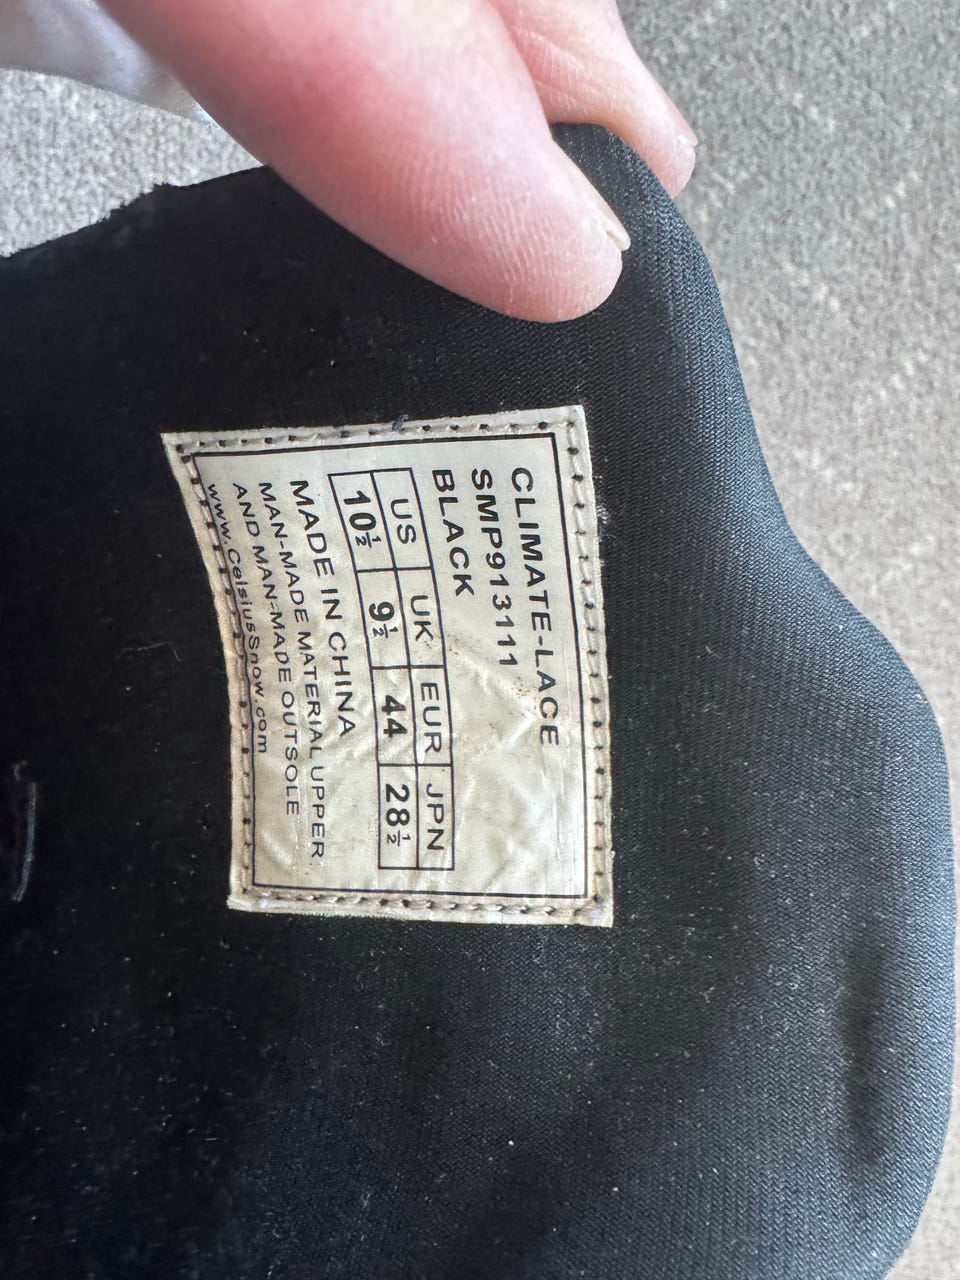 CLIMATE-LACE
SMP913111
BLACK
US UK EUR JPN
10½ 9½ 44 28½
MADE IN CHINA
MAN-MADE MATERIAL UPPER
AND MAN-MADE OUTSOLE
www.CelsiusSnow.com